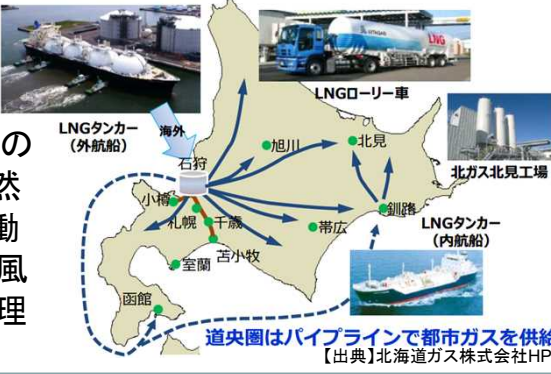 LNGタンカー
(外航船)
海外
LNGローリー車
LNG
の
然
働
風
理
石狩
旭川
北見
北ガス北見工場
小樽
札幌
千歳
釧路
帯広
LNGタンカー
(内航船)
苫小牧
室蘭
函館
道央圏はパイプラインで都市ガスを供給
【出典】北海道ガス株式会社HP